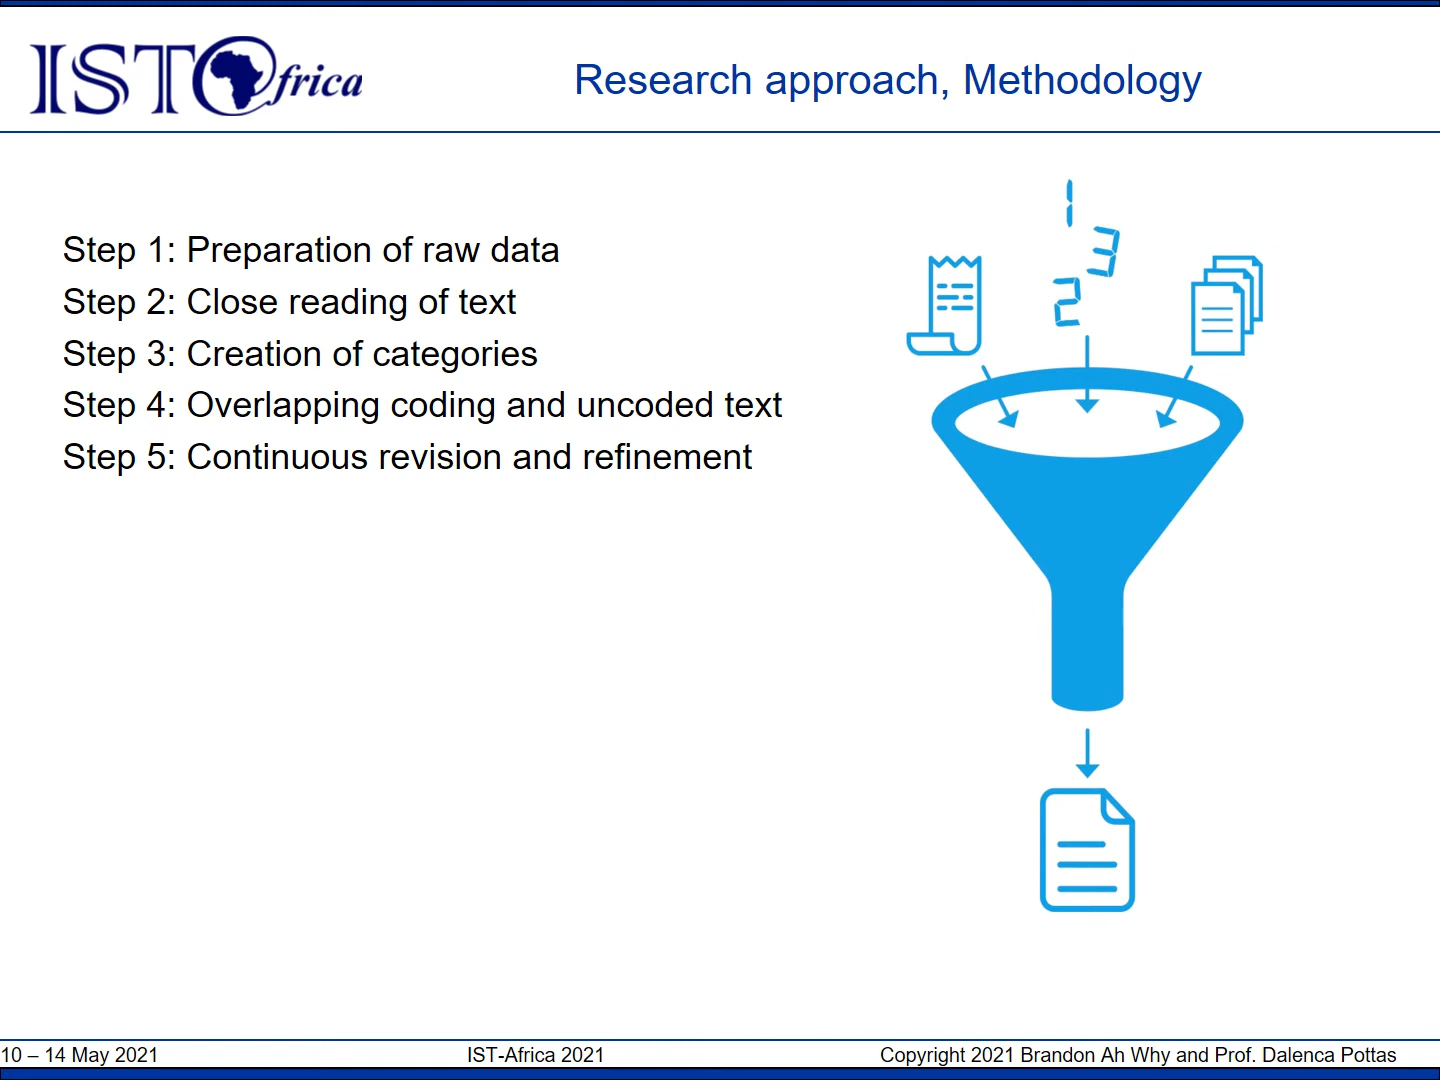 IST@frica
Research approach, Methodology
1
3
2
Step 1: Preparation of raw data
Step 2: Close reading of text
Step 3: Creation of categories
Step 4: Overlapping coding and uncoded text
Step 5: Continuous revision and refinement
10 – 14 May 2021
IST-Africa 2021
Copyright 2021 Brandon Ah Why and Prof. Dalenca Pottas